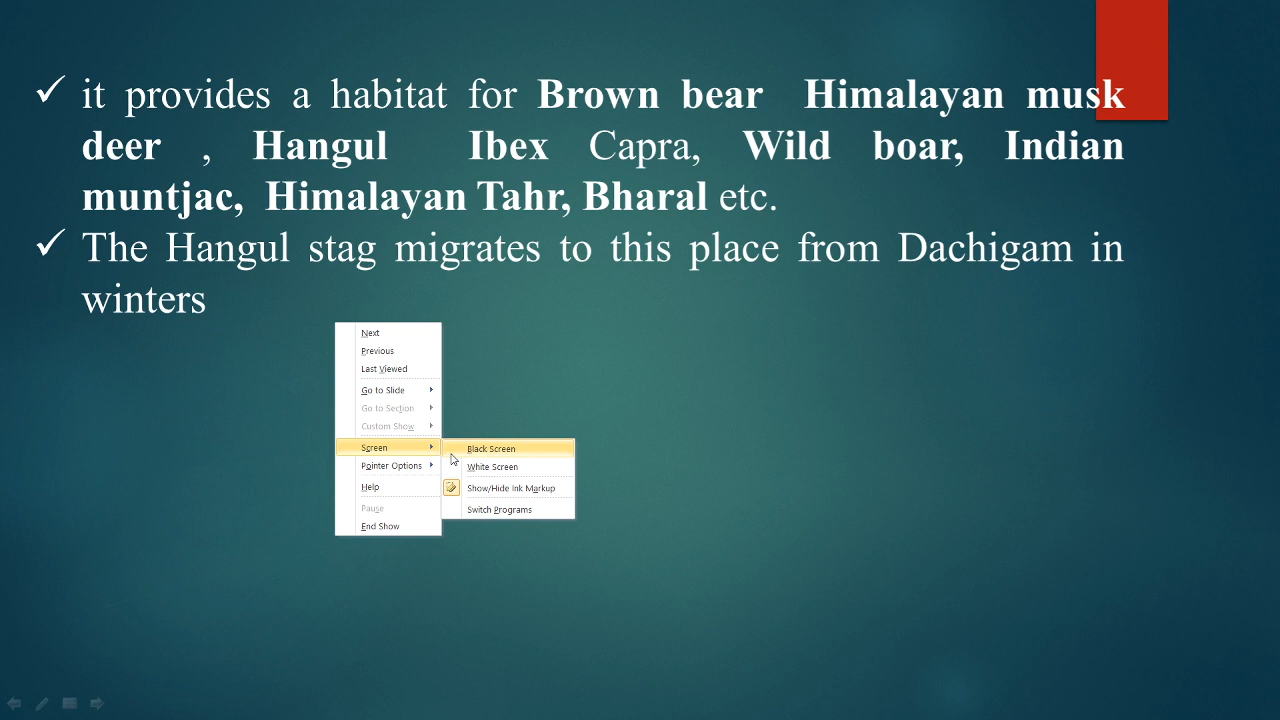 ✓ it provides a habitat for Brown bear Himalayan musk
deer , Hangul Ibex Capra, Wild boar, Indian
muntjac, Himalayan Tahr, Bharal etc.
✓ The Hangul stag migrates to this place from Dachigam in
winters
Next
Previous
Last Viewed
Go to Slide
Go to Section
Custom Show
Screen
Pointer Options
Help
Pause
End Show
Black Screen
White Screen
Show/Hide Ink Markup
Switch Programs